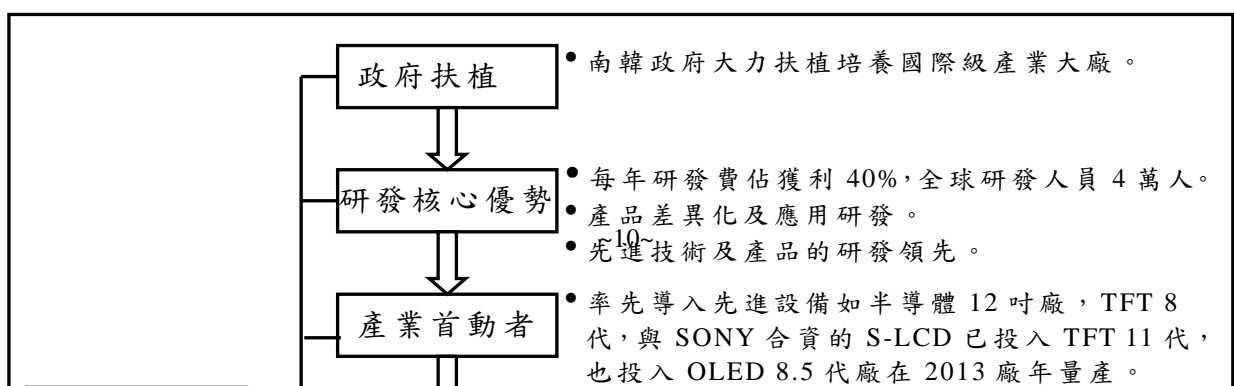 政府扶植
• 南韓政府大力扶植培養國際級產業大廠。
研發核心優勢
• 每年研發費佔獲利 40%,全球研發人員 4 萬人。
• 產品差異化及應用研發。
~10~
• 先進技術及產品的研發領先。
產業首動者
• 率先導入先進設備如半導體 12 吋廠,TFT 8
代,與 SONY 合資的 S-LCD 已投入 TFT 11 代,
也投入 OLED 8.5 代廠在 2013 廠年量產。